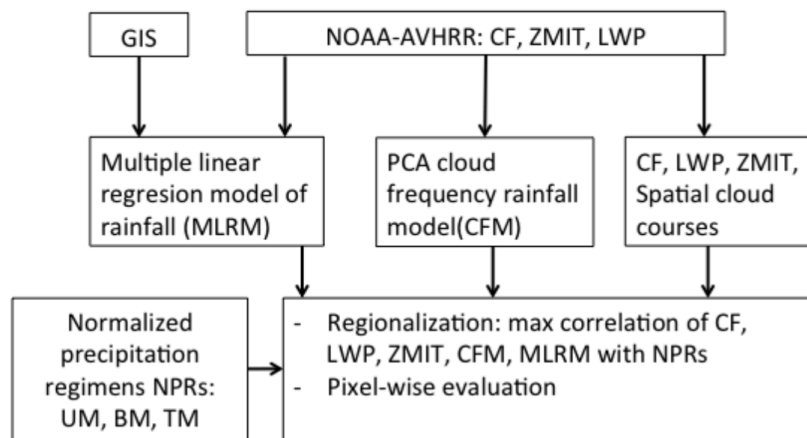 GIS
NOAA-AVHRR: CF, ZMIT, LWP
Multiple linear
regresion model of
rainfall (MLRM)
PCA cloud
frequency rainfall
model(CFM)
CF, LWP, ZMIT,
Spatial cloud
courses
Normalized
precipitation
regimens NPRs:
UM, BM, TM
- Regionalization: max correlation of CF,
LWP, ZMIT, CFM, MLRM with NPRs
- Pixel-wise evaluation